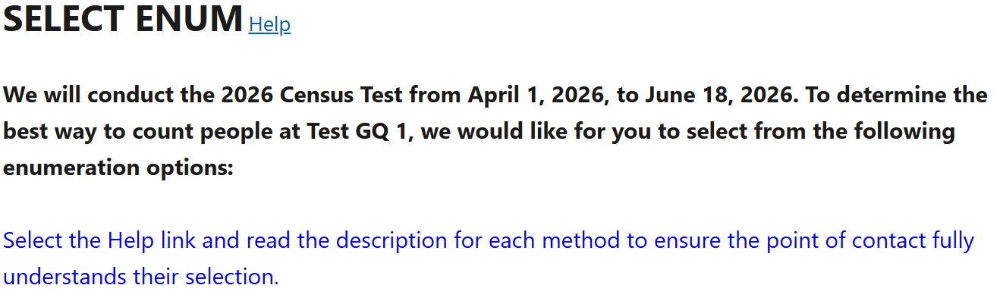 SELECT ENUM Help
We will conduct the 2026 Census Test from April 1, 2026, to June 18, 2026. To determine the
best way to count people at Test GQ 1, we would like for you to select from the following
enumeration options:
Select the Help link and read the description for each method to ensure the point of contact fully
understands their selection.